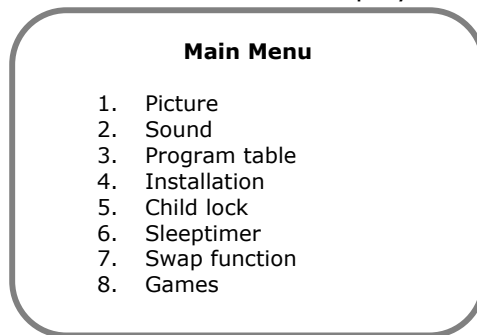 Main Menu
1. Picture
2. Sound
3. Program table
4. Installation
5. Child lock
6. Sleeptimer
7. Swap function
8. Games